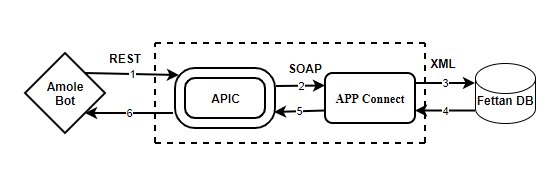 REST
1
Amole
Bot
6
APIC
SOAP
2
5
APP Connect
XML
3
4
Fettan DB